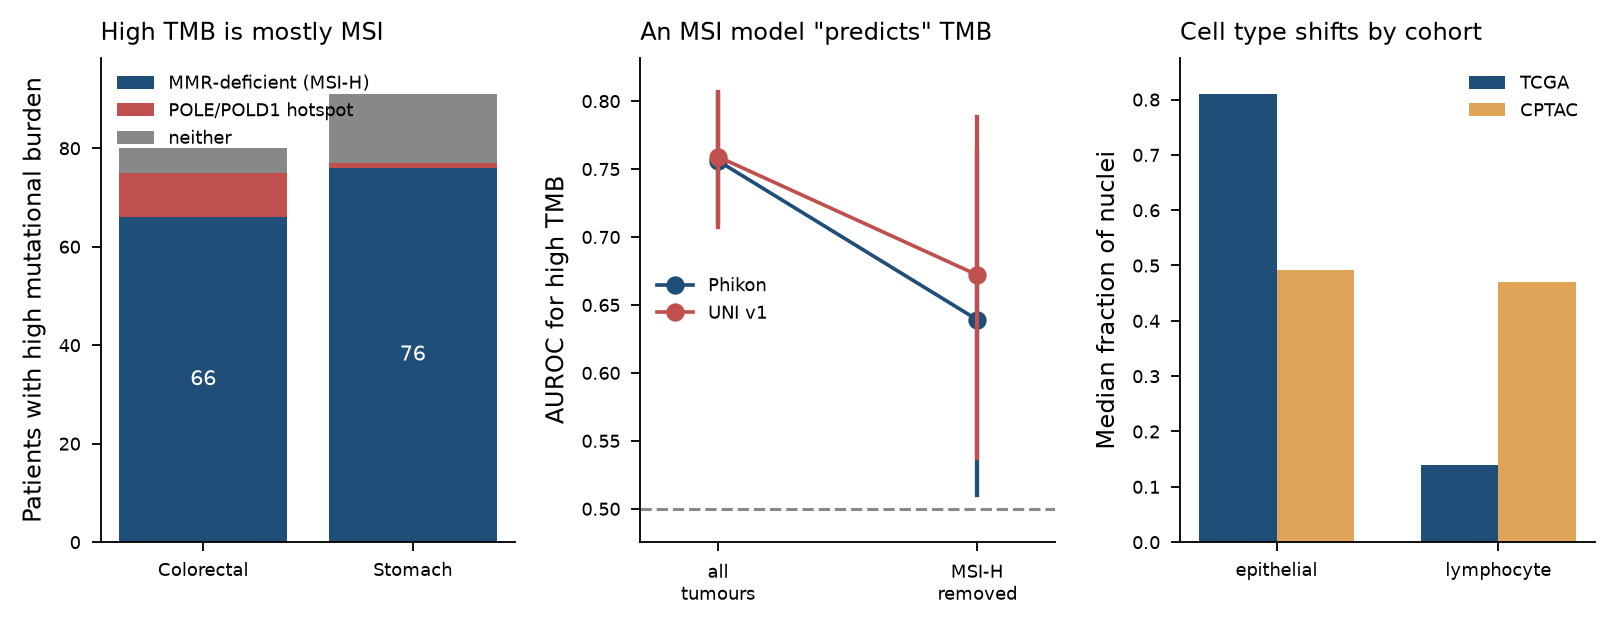 High TMB is mostly MSI
Patients with high mutational burden
80
60
40
20
0
MMR-deficient (MSI-H)
POLE/POLD1 hotspot
neither
66
76
Colorectal
Stomach
An MSI model "predicts" TMB
AUROC for high TMB
0.80
0.75
0.70
0.65
0.60
0.55
0.50
Phikon
UNI v1
all
tumours
MSI-H
removed
Cell type shifts by cohort
Median fraction of nuclei
0.8
0.7
0.6
0.5
0.4
0.3
0.2
0.1
0.0
TCGA
CPTAC
epithelial
lymphocyte